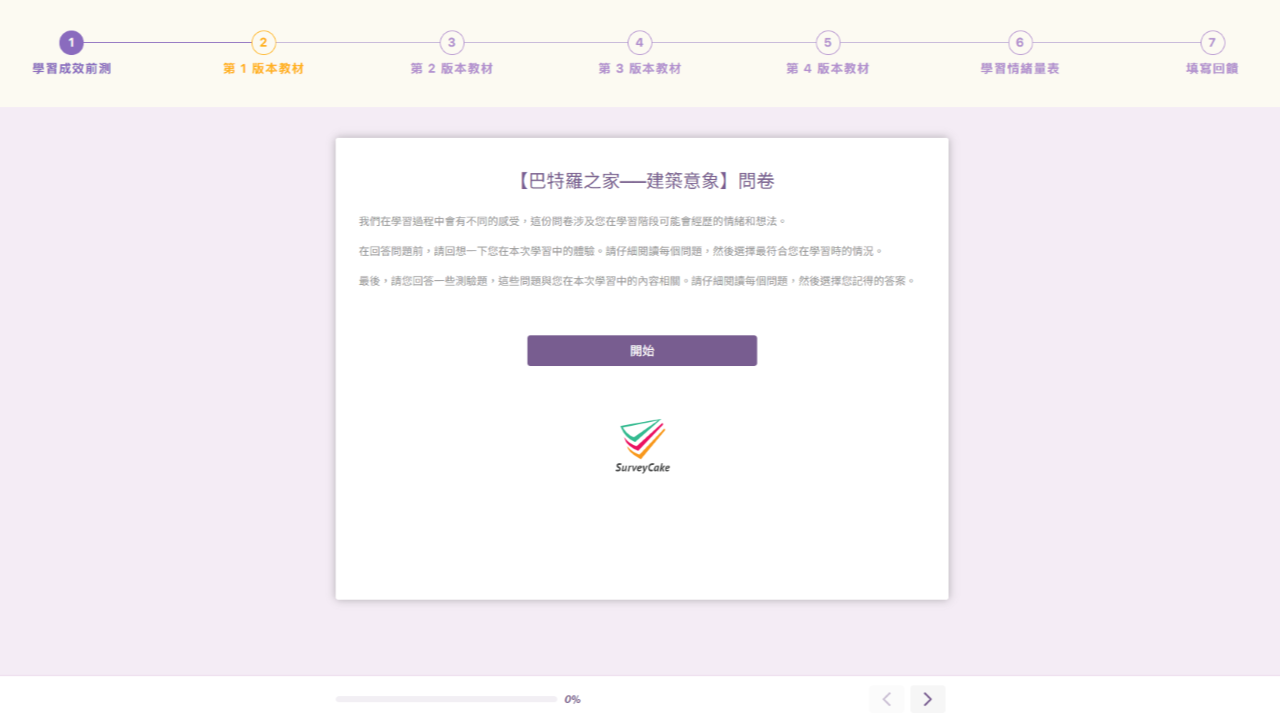 1 2 3 4 5 6 7
學習成效前測 第 1 版本教材 第 2 版本教材 第 3 版本教材 第 4 版本教材 學習情緒量表 填寫回饋
【巴特羅之家──建築意象】問卷
我們在學習過程中會有不同的感受，這份問卷涉及您在學習階段可能會經歷的情緒和想法。
在回答問題前，請回想一下您在本次學習中的體驗。請仔細閱讀每個問題，然後選擇最符合您在學習時的情況。
最後，請您回答一些測驗題，這些問題與您在本次學習中的內容相關。請仔細閱讀每個問題，然後選擇您記得的答案。
開始
SurveyCake
0%